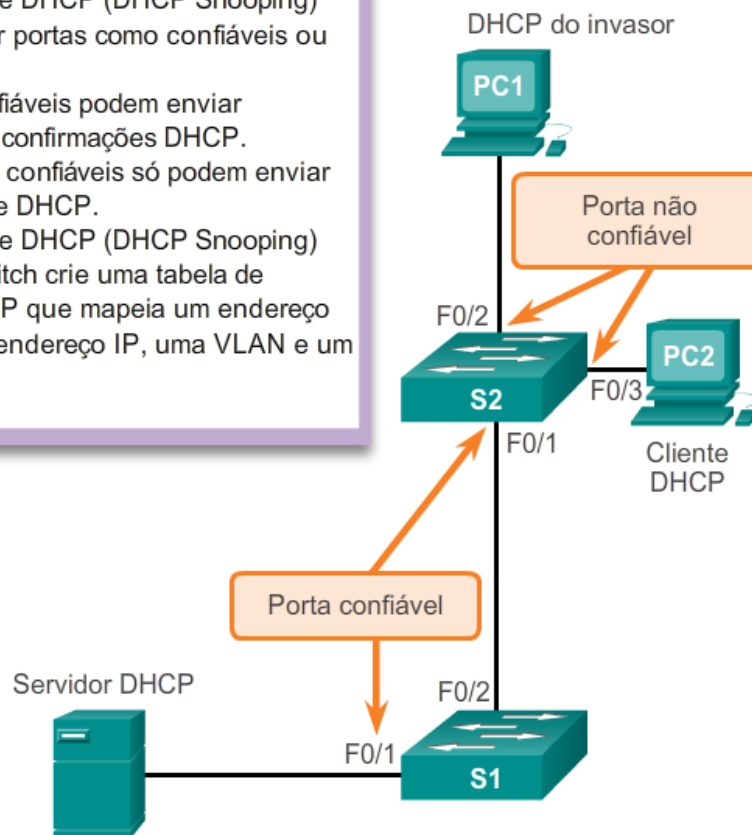 e DHCP (DHCP Snooping)
r portas como confiáveis ou
fiáveis podem enviar
confirmações DHCP.
confiáveis só podem enviar
e DHCP.
e DHCP (DHCP Snooping)
itch crie uma tabela de
P que mapeia um endereço
endereço IP, uma VLAN e um
DHCP do invasor
PC1
Porta não
confiável
F0/2
PC2
S2
F0/3
F0/1
Cliente
DHCP
Porta confiável
Servidor DHCP
F0/2
F0/1
S1